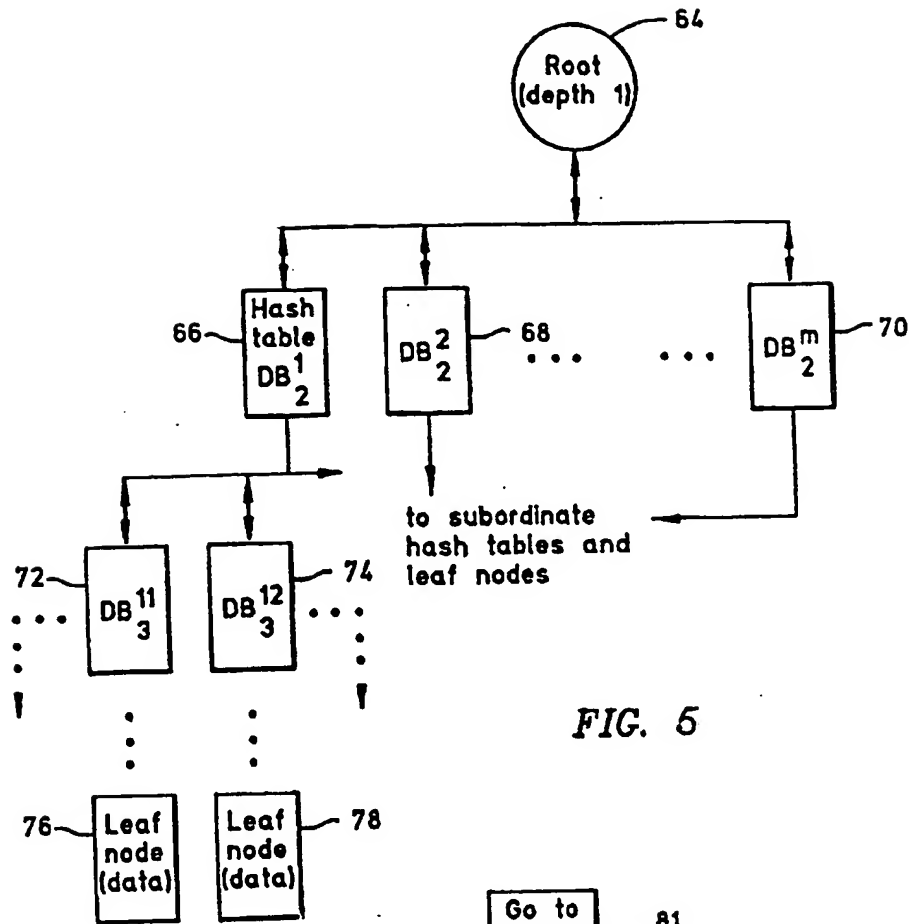 64
Root
(depth 1)
Hash
table
DB 1 2
66
DB 2 2
68
DB m 2
70
to subordinate
hash tables and
leaf nodes
72
DB 11 3
DB 12 3
74
FIG. 5
76
Leaf
node
(data)
Leaf
node
(data)
78
Go to
81